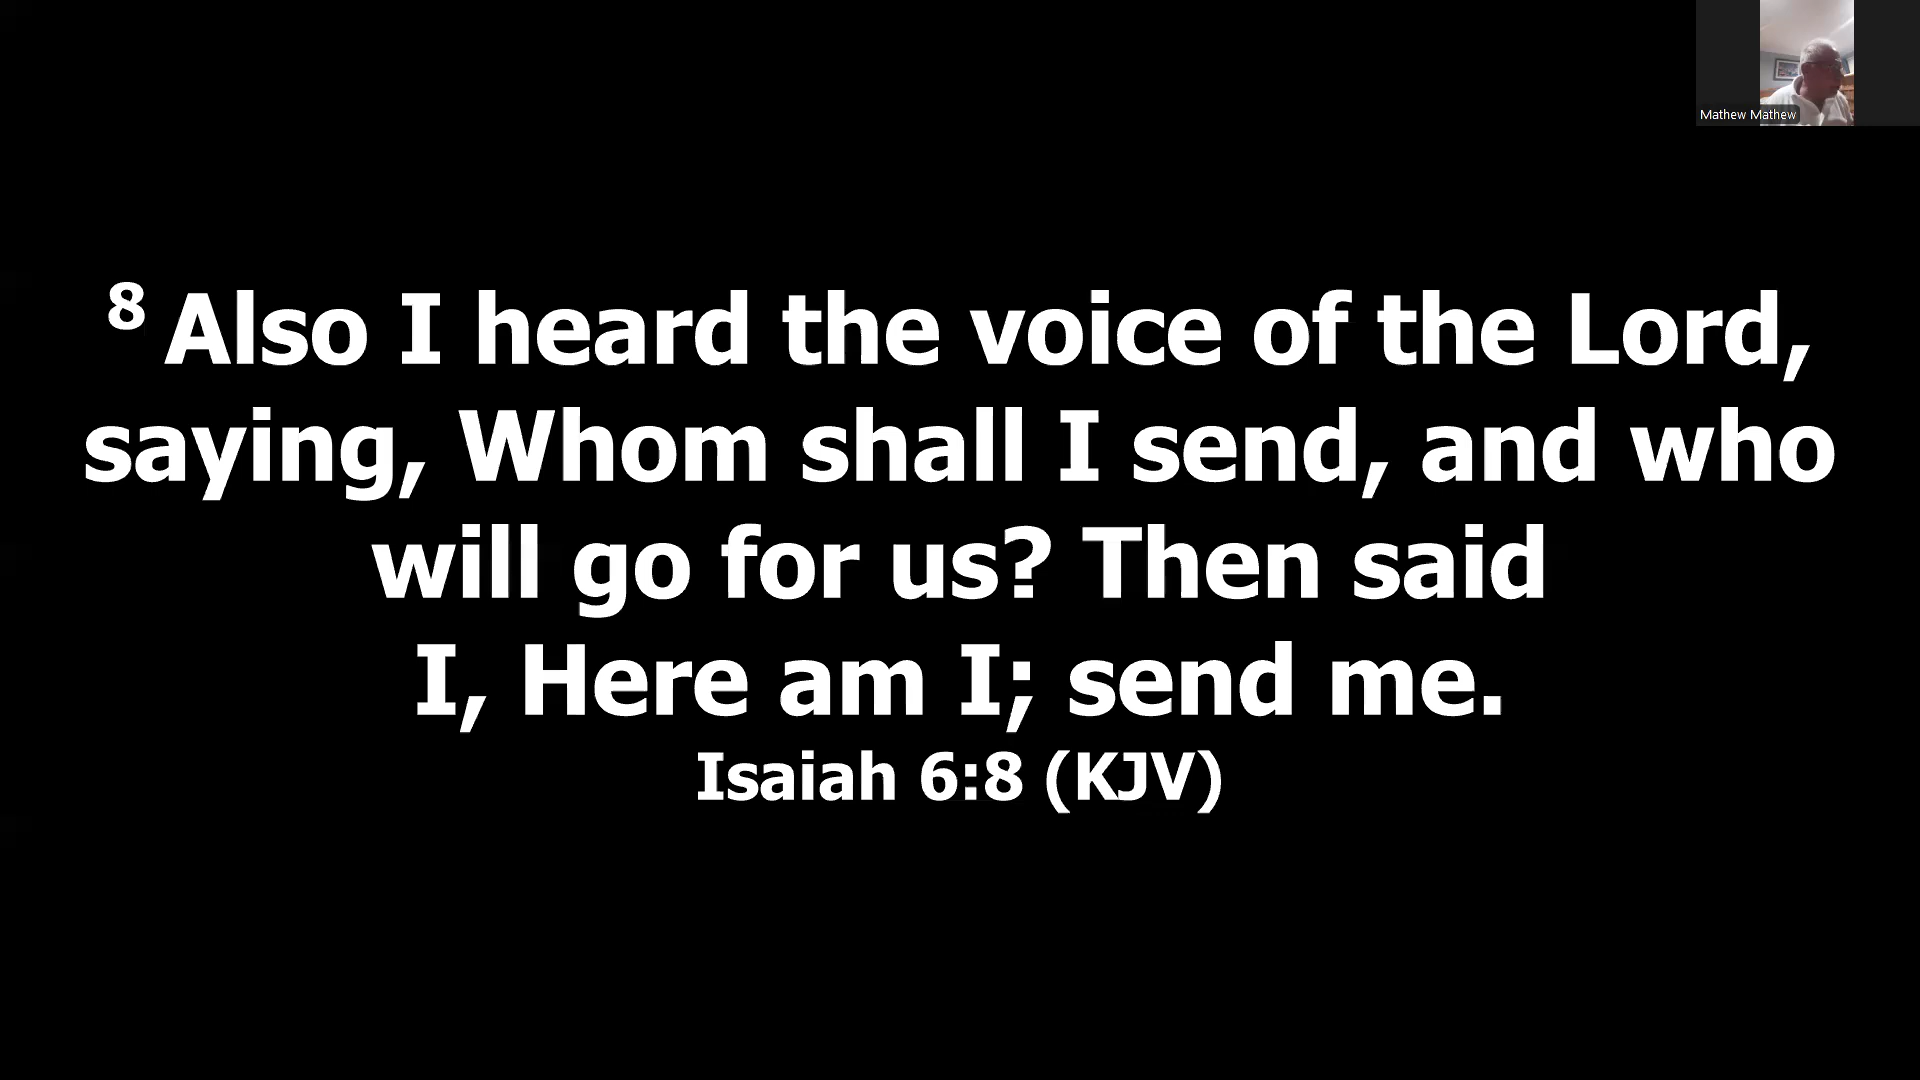 Mathew Mathew
8 Also I heard the voice of the Lord,
saying, Whom shall I send, and who
will go for us? Then said
I, Here am I; send me.
Isaiah 6:8 (KJV)